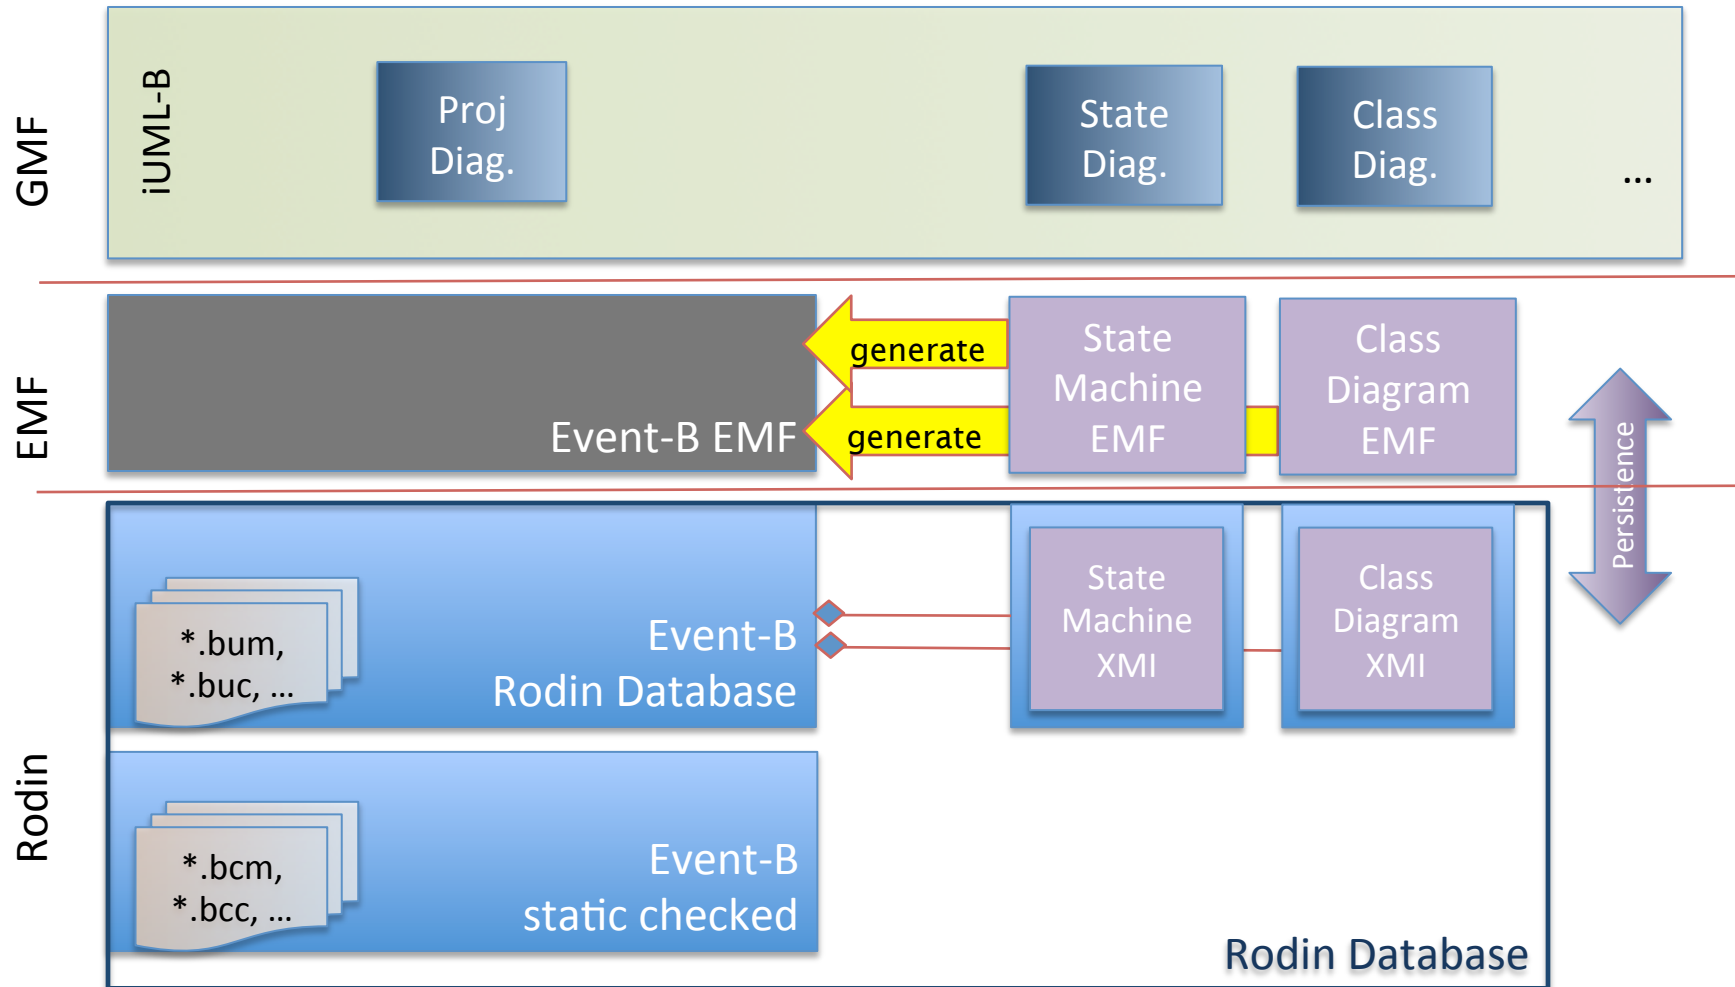 GMF
iUML-B
Proj
Diag.
State
Diag.
Class
Diag.
...
EMF
Event-B EMF
generate
generate
State
Machine
EMF
Class
Diagram
EMF
Persistence
Rodin
*.bum,
*.buc, ...
Event-B
Rodin Database
State
Machine
XMI
Class
Diagram
XMI
*.bcm,
*.bcc, ...
Event-B
static checked
Rodin Database